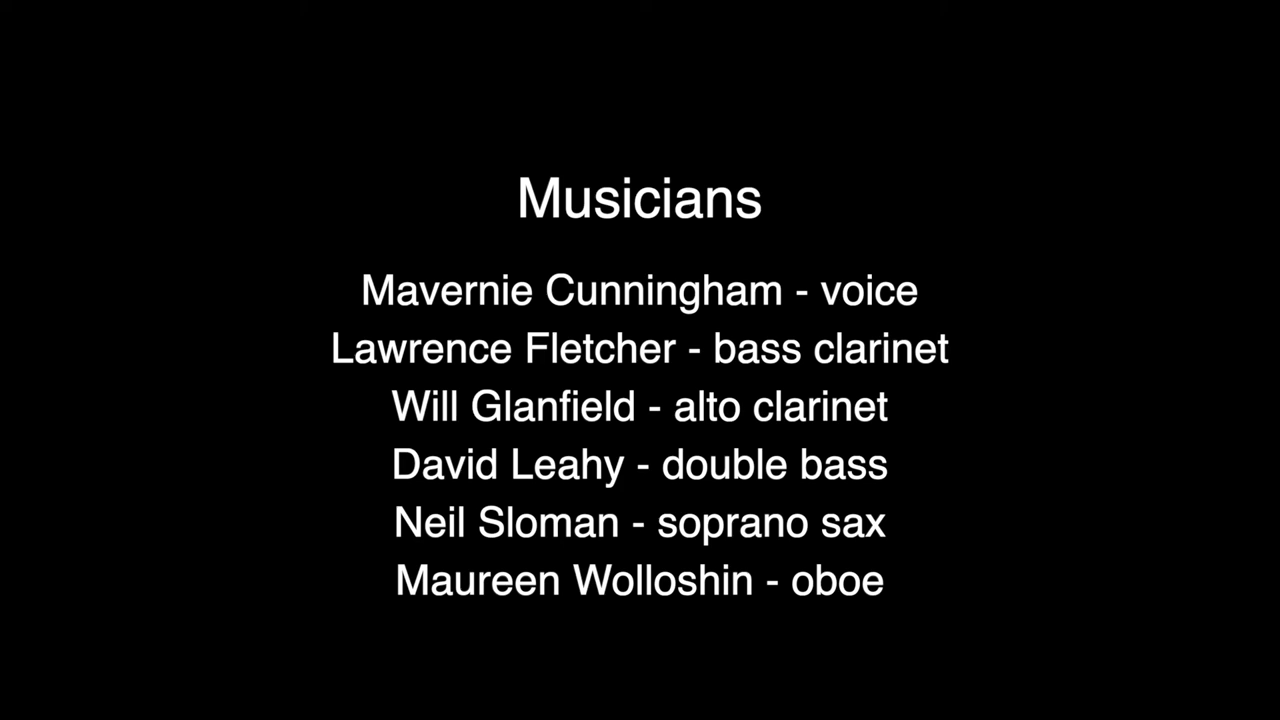 Musicians
Mavernie Cunningham - voice
Lawrence Fletcher - bass clarinet
Will Glanfield - alto clarinet
David Leahy - double bass
Neil Sloman - soprano sax
Maureen Wolloshin - oboe